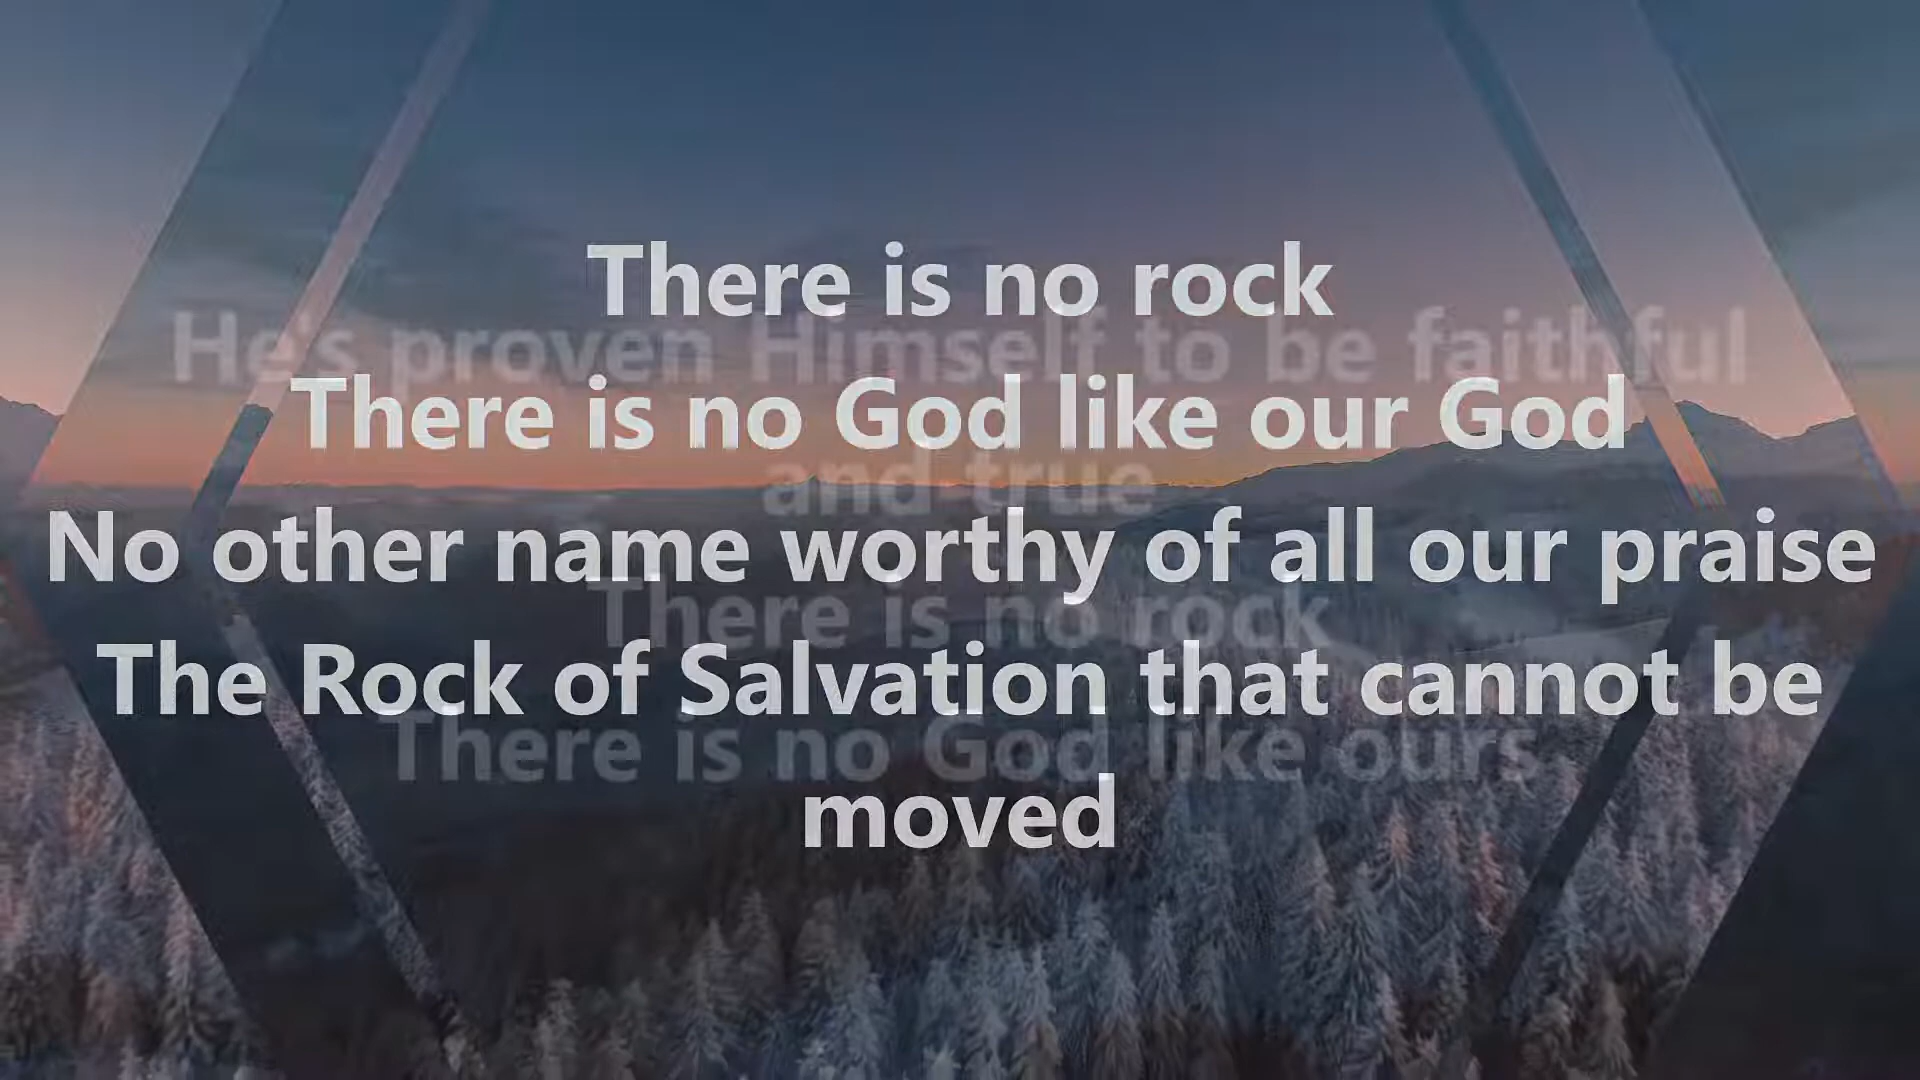 There is no rock
He's proven Himself to be faithful
There is no God like our God
and true
No other name worthy of all our praise
There is no rock
The Rock of Salvation that cannot be
There is no God like ours
moved